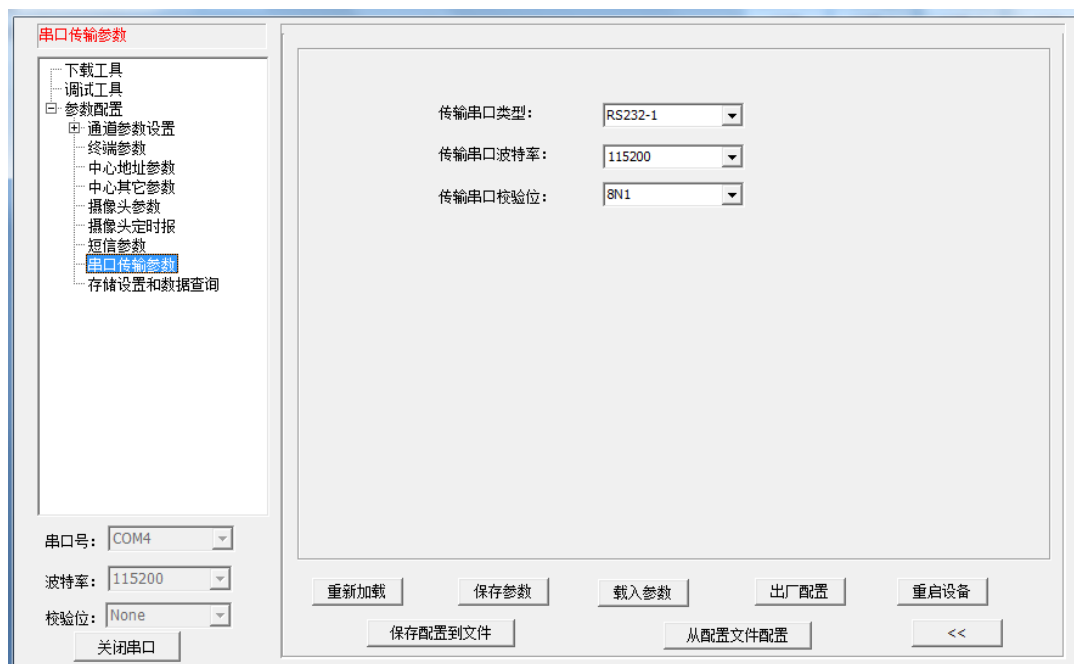 串口传输参数
下载工具
调试工具
参数配置
通道参数设置
终端参数
中心地址参数
中心其它参数
摄像头参数
摄像头定时报
短信参数
串口传输参数
存储设置和数据查询
串口号: COM4
波特率: 115200
校验位: None
关闭串口
传输串口类型: RS232-1
传输串口波特率: 115200
传输串口校验位: 8N1
重新加载 保存参数 载入参数 出厂配置 重启设备
保存配置到文件 从配置文件配置 <<